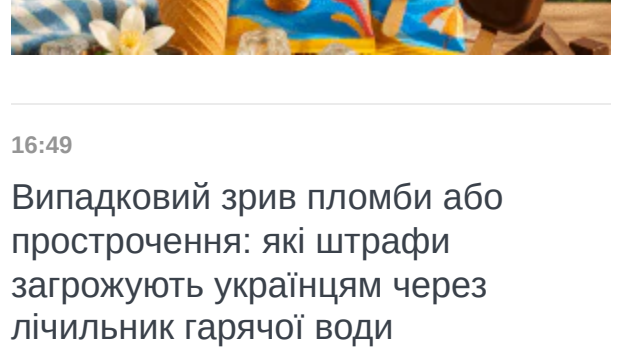 16:49
Випадковий зрив пломби або
прострочення: які штрафи
загрожують українцям через
лічильник гарячої води